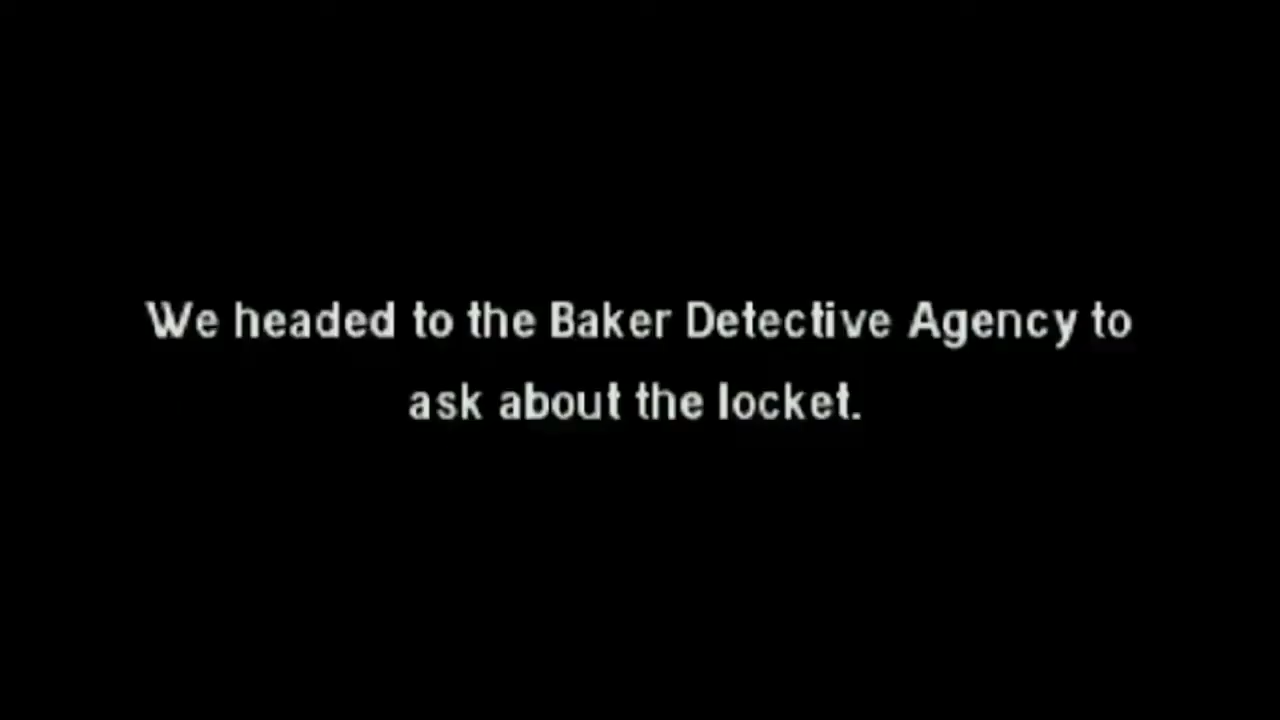 We headed to the Baker Detective Agency to
ask about the locket.